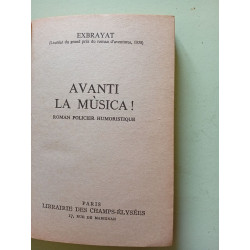 EXBRAYAT
(Lauréat du grand prix du roman d'aventures, 1958)
AVANTI
LA MÙSICA !
ROMAN POLICIER HUMORISTIQUE
PARIS
LIBRAIRIE DES CHAMPS-ÉLYSÉES
17, RUE DE MARIGNAN